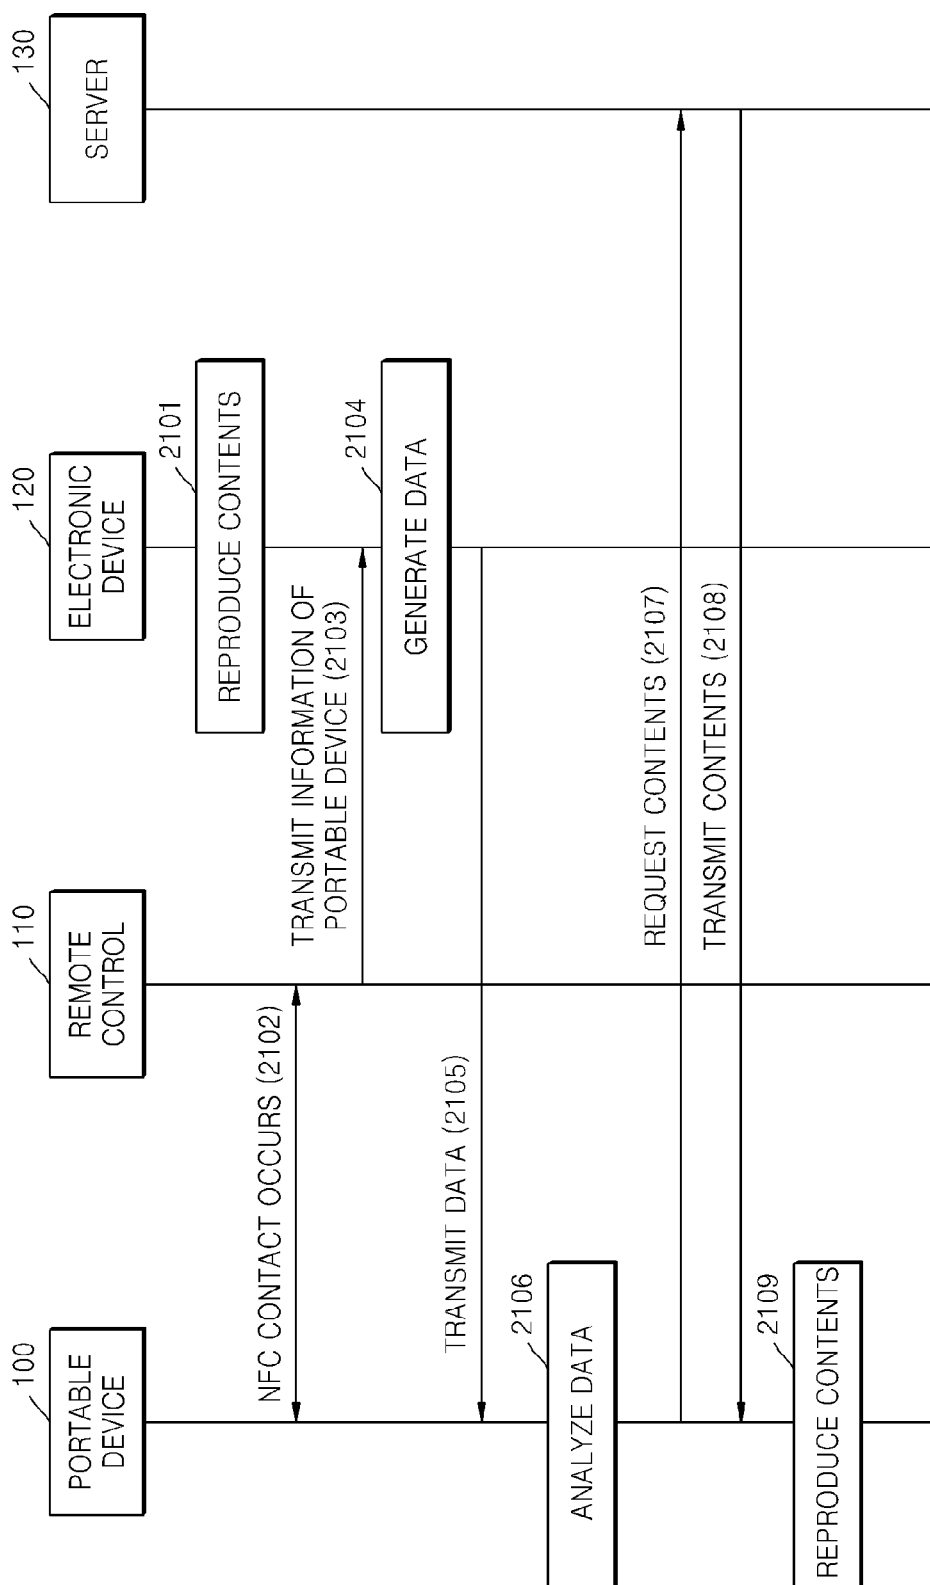 100
PORTABLE
DEVICE
110
REMOTE
CONTROL
120
ELECTRONIC
DEVICE
130
SERVER
2101
REPRODUCE CONTENTS
NFC CONTACT OCCURS (2102)
TRANSMIT INFORMATION OF
PORTABLE DEVICE (2103)
2104
GENERATE DATA
TRANSMIT DATA (2105)
2106
ANALYZE DATA
REQUEST CONTENTS (2107)
TRANSMIT CONTENTS (2108)
2109
REPRODUCE CONTENTS